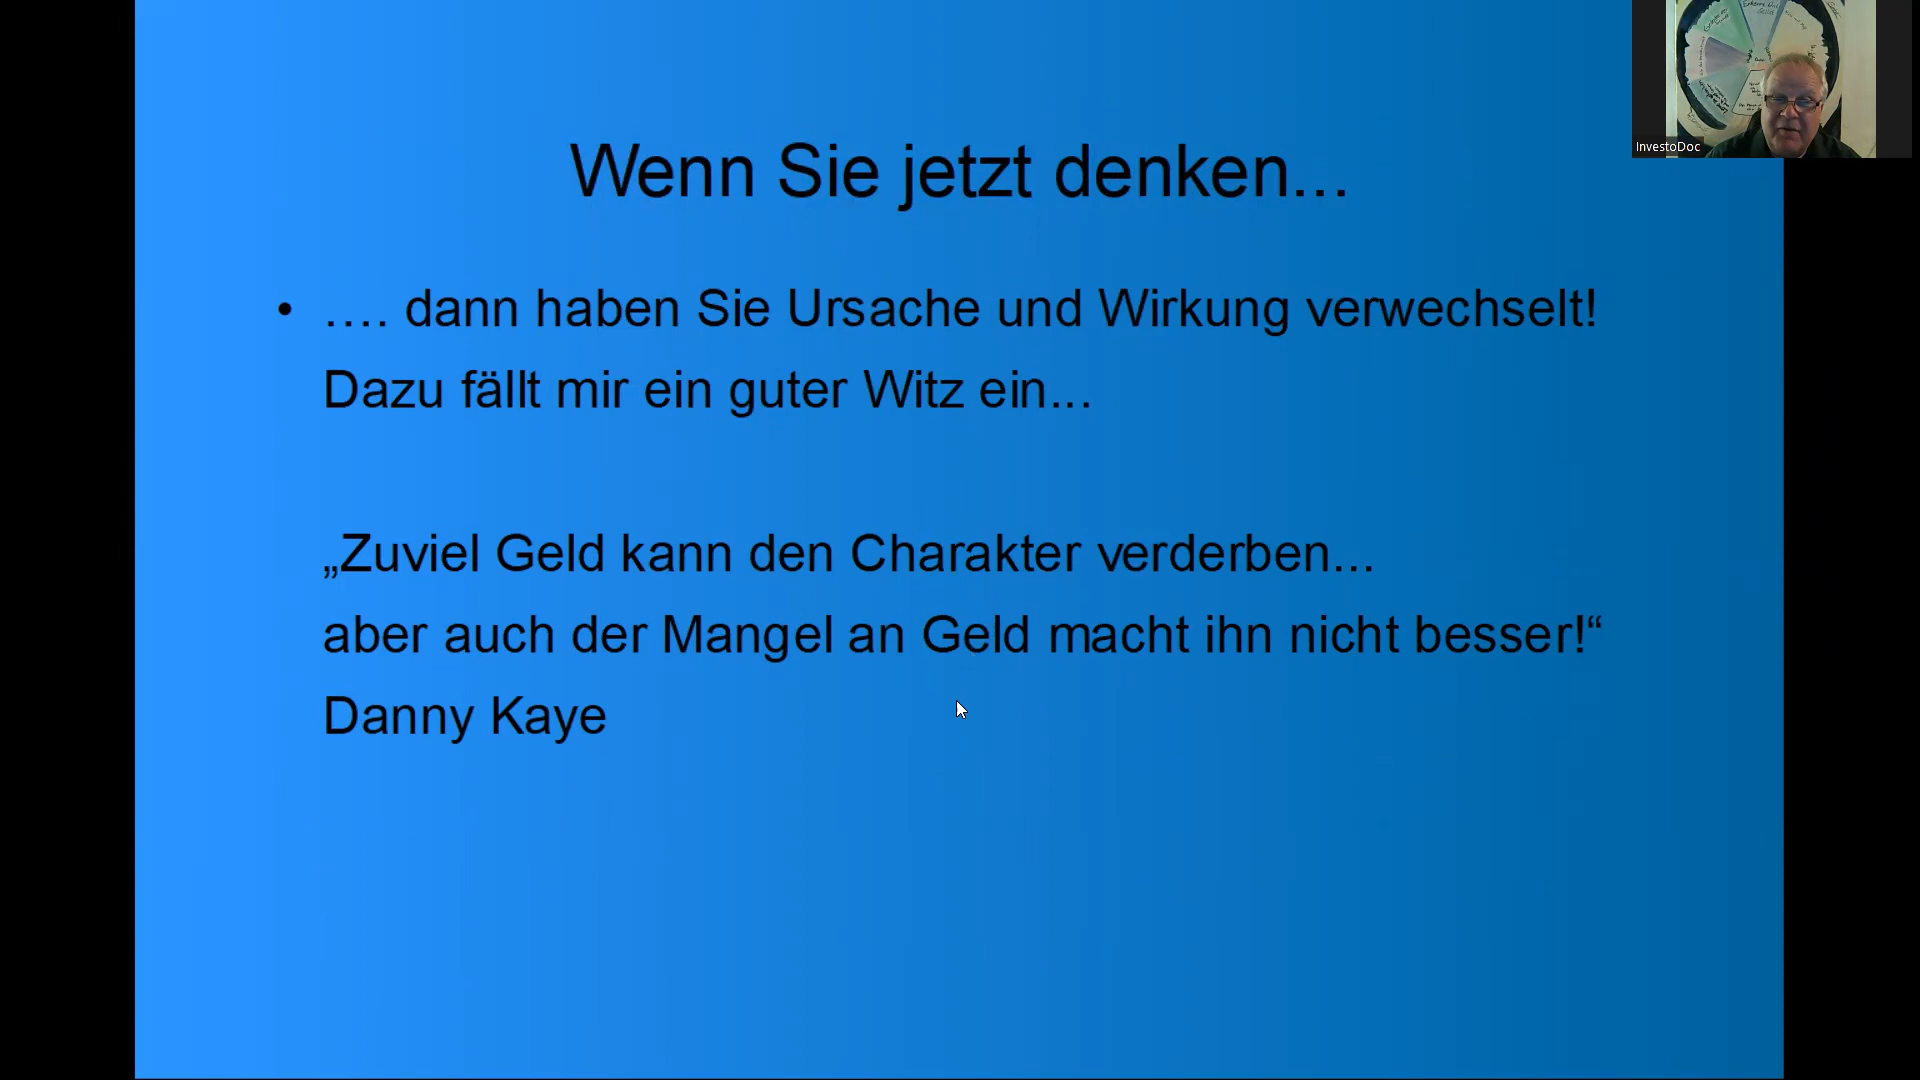 Wenn Sie jetzt denken...
• …. dann haben Sie Ursache und Wirkung verwechselt!
Dazu fällt mir ein guter Witz ein...
„Zuviel Geld kann den Charakter verderben...
aber auch der Mangel an Geld macht ihn nicht besser!“
Danny Kaye
InvestoDoc